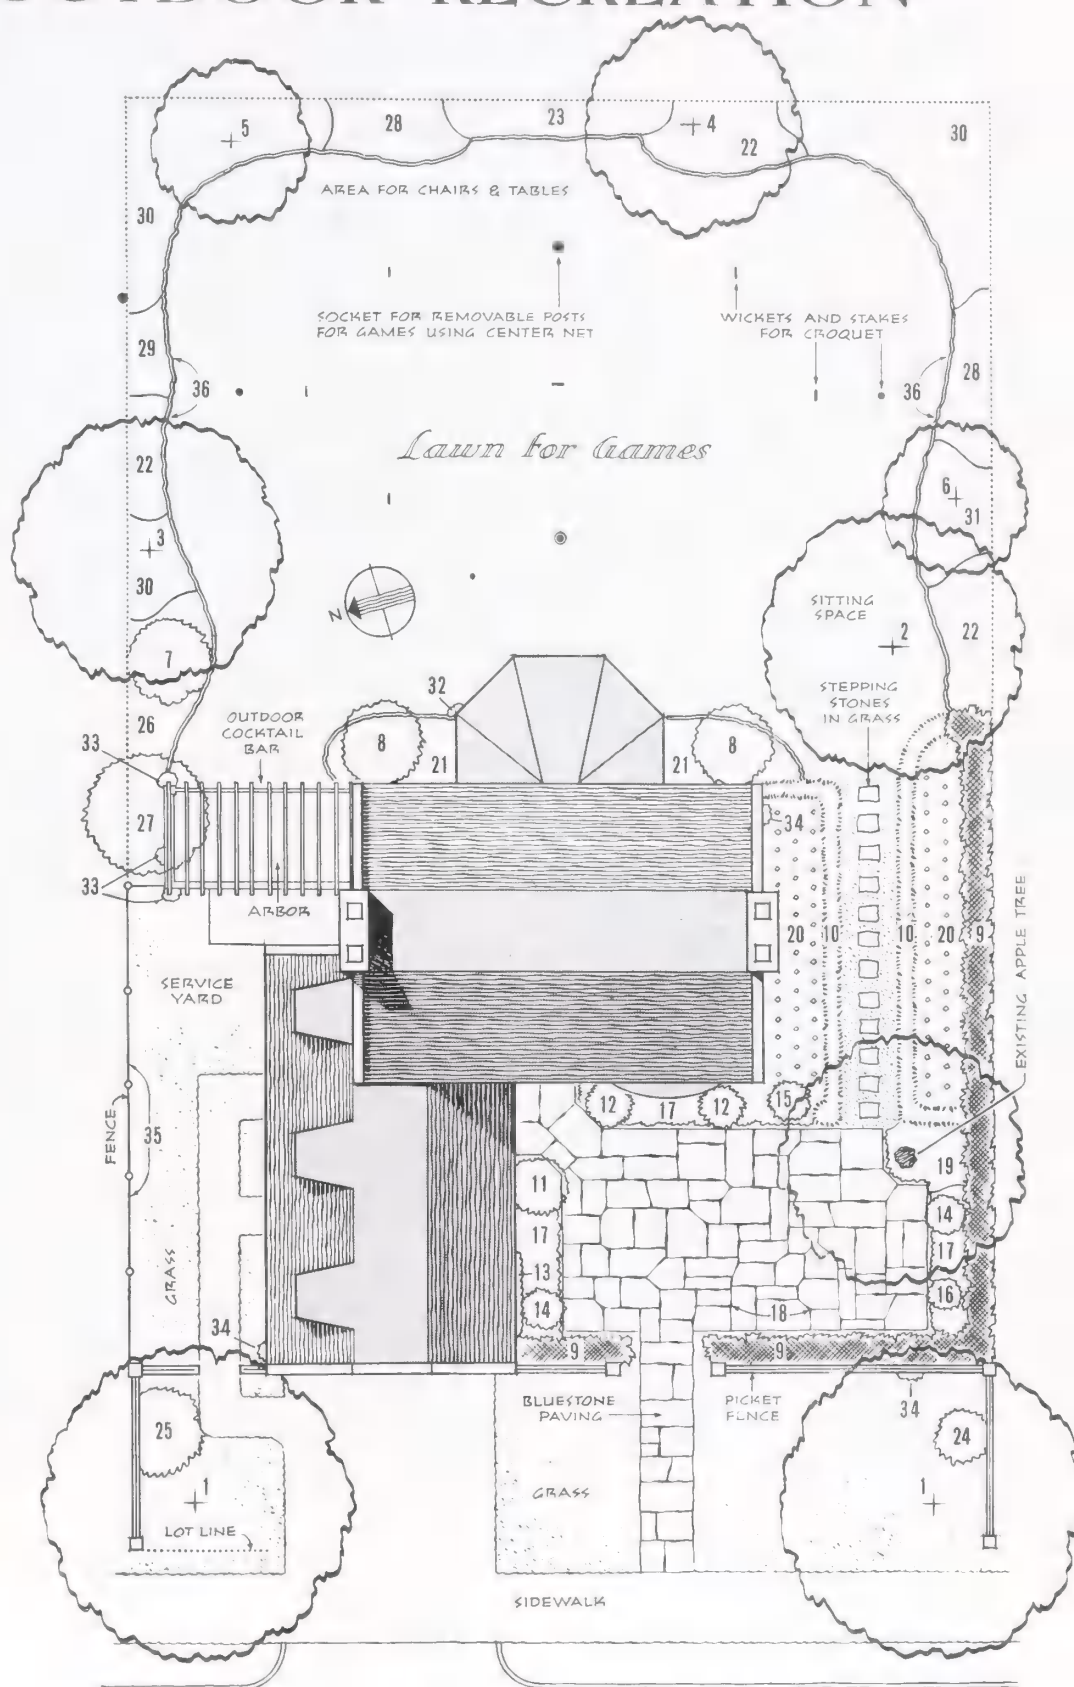 OUTDOOR RECREATION
5
28
23
4
22
30
AREA FOR CHAIRS & TABLES
30
SOCKET FOR REMOVABLE POSTS
FOR GAMES USING CENTER NET
WICKETS AND STAKES
FOR CROQUET
29
36
36
28
Lawn for Games
22
6
31
3
30
N
SITTING
SPACE
2
22
7
STEPPING
STONES
IN GRASS
32
26
OUTDOOR
COCKTAIL
BAR
33
8
21
21
8
27
34
33
ARBOR
20
10
10
20
9
EXISTING APPLE TREE
SERVICE
YARD
12
17
12
15
FENCE
35
19
11
14
17
17
13
16
14
18
GRASS
34
9
9
BLUESTONE
PAVING
PICKET
FENCE
34
25
24
1
GRASS
1
LOT LINE
SIDEWALK